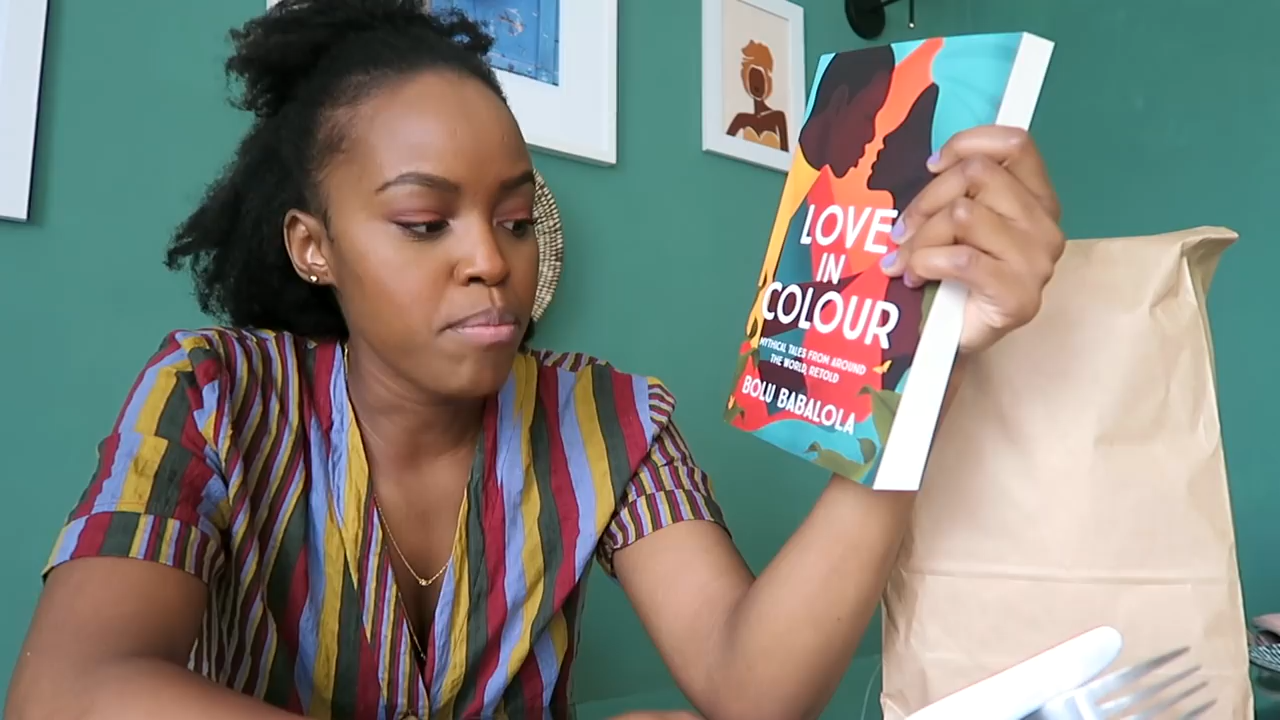 LOVE
IN
COLOUR
MYTHICAL TALES FROM AROUND
THE WORLD, RETOLD
BOLU BABALOLA